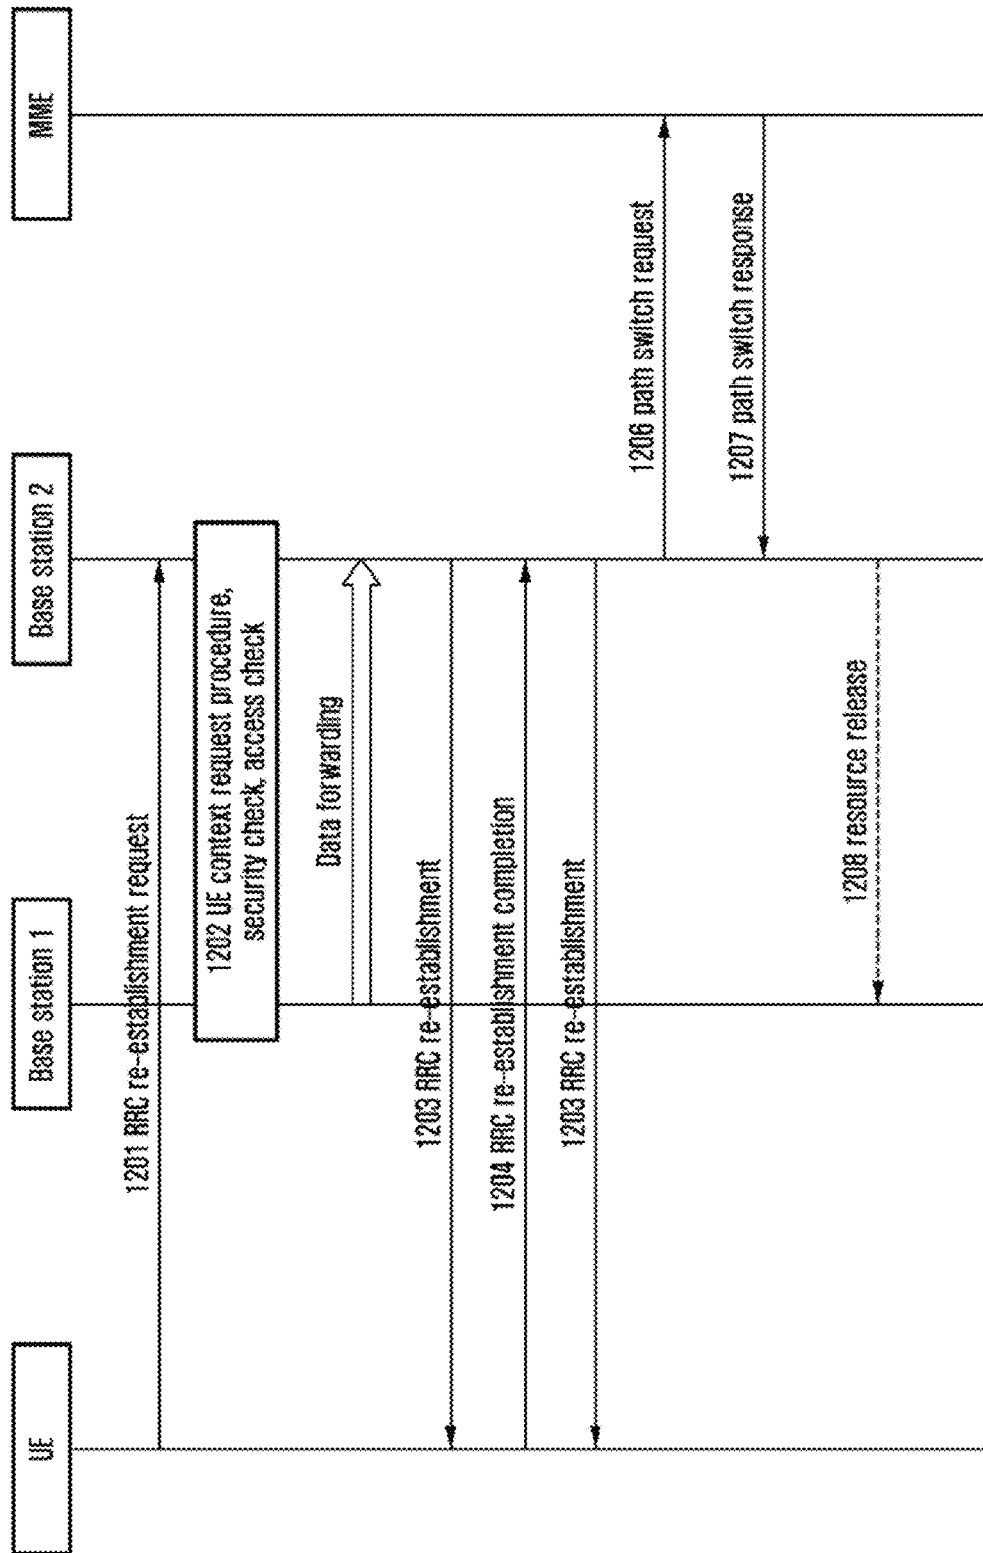 UE
Base station 1
Base station 2
MME
1201 RRC re-establishment request
1202 UE context request procedure,
security check, access check
Data forwarding
1203 RRC re-establishment
1204 RRC re-establishment completion
1203 RRC re-establishment
1206 path switch request
1207 path switch response
1208 resource release